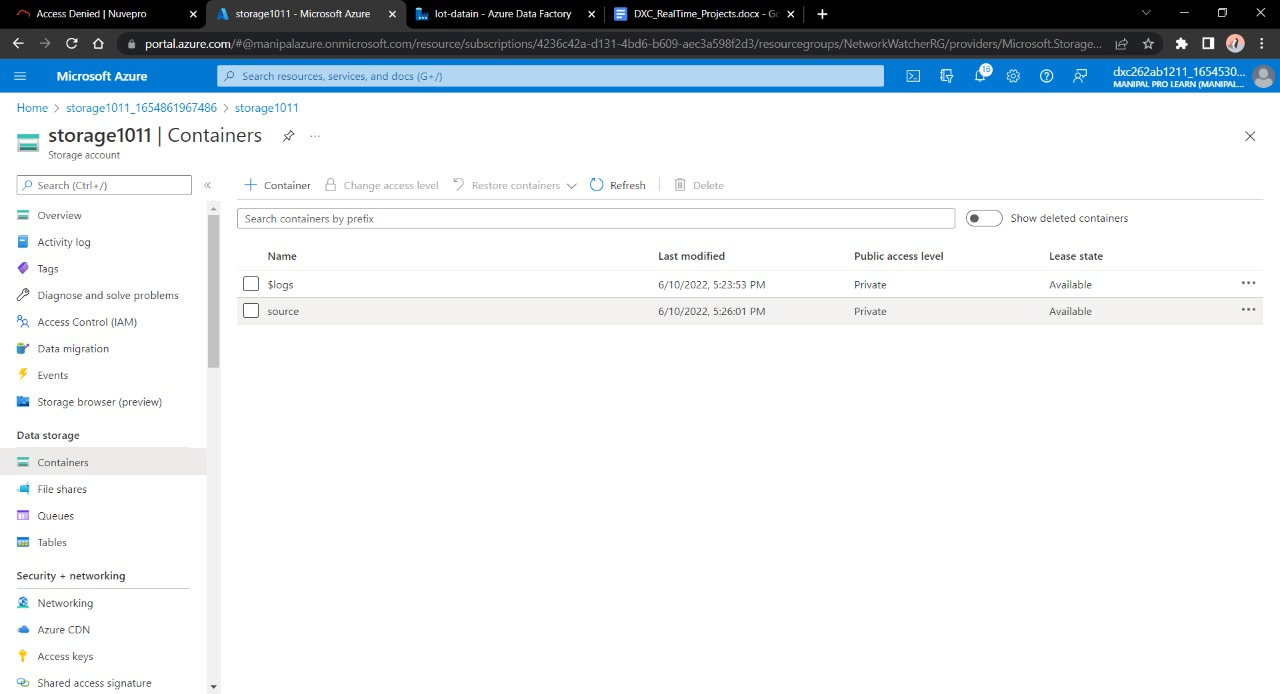 Access Denied | Nuvepro
storage1011 - Microsoft Azure
Iot-datain - Azure Data Factory
DXC_RealTime_Projects.docx - Go
portal.azure.com/#@manipalazure.onmicrosoft.com/resource/subscriptions/4236c42a-d131-4bd6-b609-aec3a598f2d3/resourcegroups/NetworkWatcherRG/providers/Microsoft.Storage...
Microsoft Azure
Search resources, services, and docs (G+/)
16
dxc262ab1211_1654530...
MANIPAL PRO LEARN (MANIPAL...
Home > storage1011_1654861967486 > storage1011
storage1011 | Containers
Storage account
Search (Ctrl+/)
Container
Change access level
Restore containers
Refresh
Delete
Search containers by prefix
Show deleted containers
Overview
Activity log
Tags
Diagnose and solve problems
Access Control (IAM)
Data migration
Events
Storage browser (preview)
Data storage
Containers
File shares
Queues
Tables
Security + networking
Networking
Azure CDN
Access keys
Shared access signature
Name Last modified Public access level Lease state
$logs 6/10/2022, 5:23:53 PM Private Available
source 6/10/2022, 5:26:01 PM Private Available